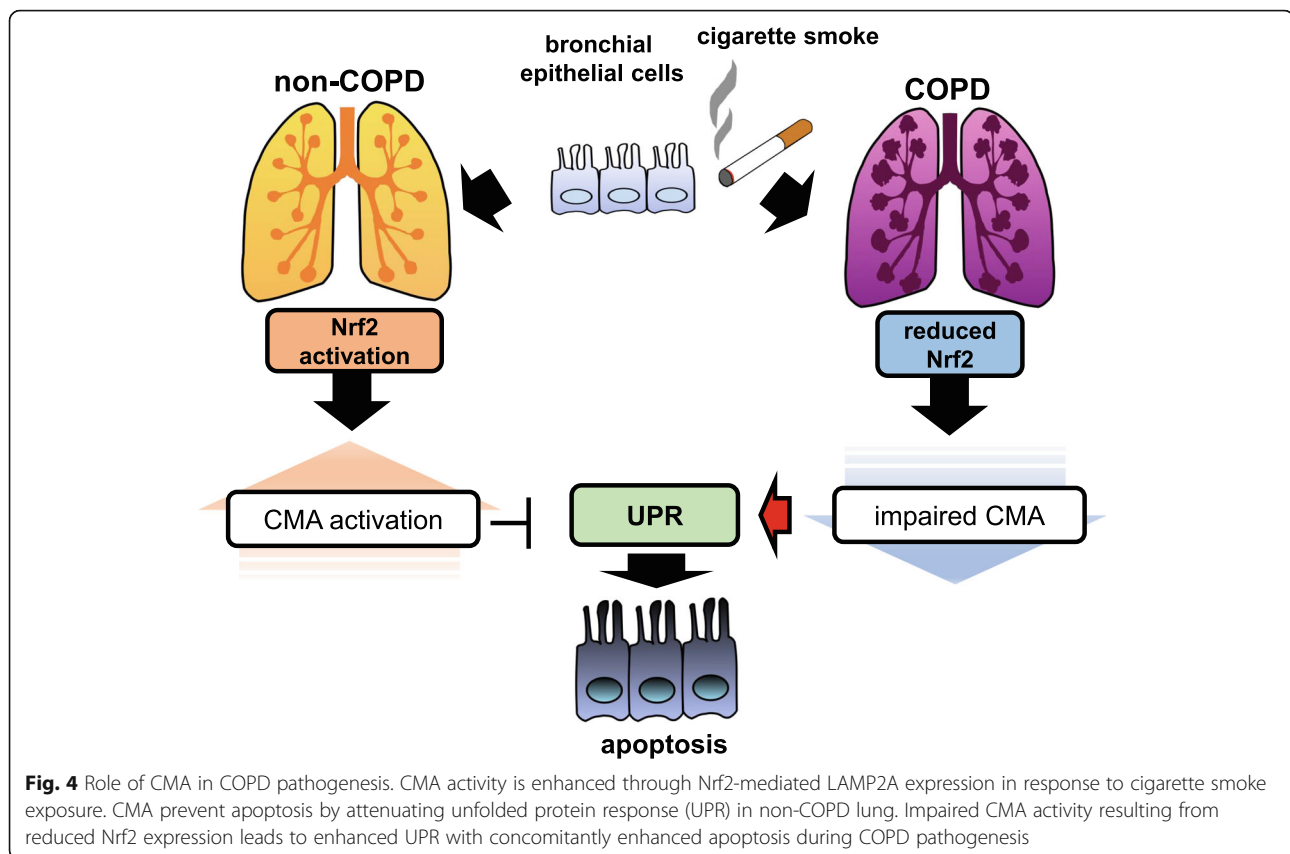 bronchial
epithelial cells
cigarette smoke
non-COPD
COPD
Nrf2
activation
reduced
Nrf2
CMA activation
UPR
impaired CMA
apoptosis
Fig. 4 Role of CMA in COPD pathogenesis. CMA activity is enhanced through Nrf2-mediated LAMP2A expression in response to cigarette smoke
exposure. CMA prevent apoptosis by attenuating unfolded protein response (UPR) in non-COPD lung. Impaired CMA activity resulting from
reduced Nrf2 expression leads to enhanced UPR with concomitantly enhanced apoptosis during COPD pathogenesis